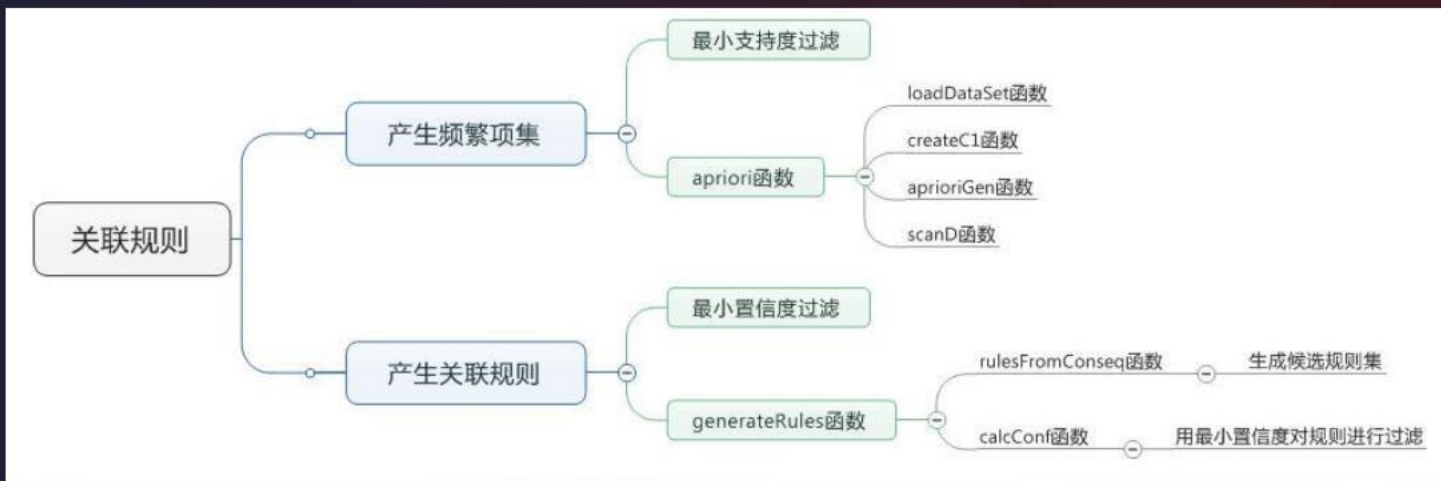 关联规则
产生频繁项集
最小支持度过滤
apriori函数
loadDataSet函数
createC1函数
aprioriGen函数
scanD函数
产生关联规则
最小置信度过滤
generateRules函数
rulesFromConseq函数
生成候选规则集
calcConf函数
用最小置信度对规则进行过滤